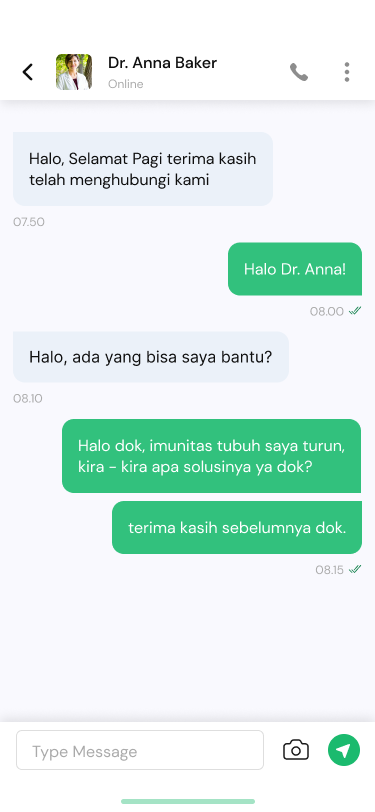 Dr. Anna Baker
Online
Halo, Selamat Pagi terima kasih
telah menghubungi kami
07.50
Halo Dr. Anna!
08.00
Halo, ada yang bisa saya bantu?
08.10
Halo dok, imunitas tubuh saya turun,
kira - kira apa solusinya ya dok?
terima kasih sebelumnya dok.
08.15
Type Message